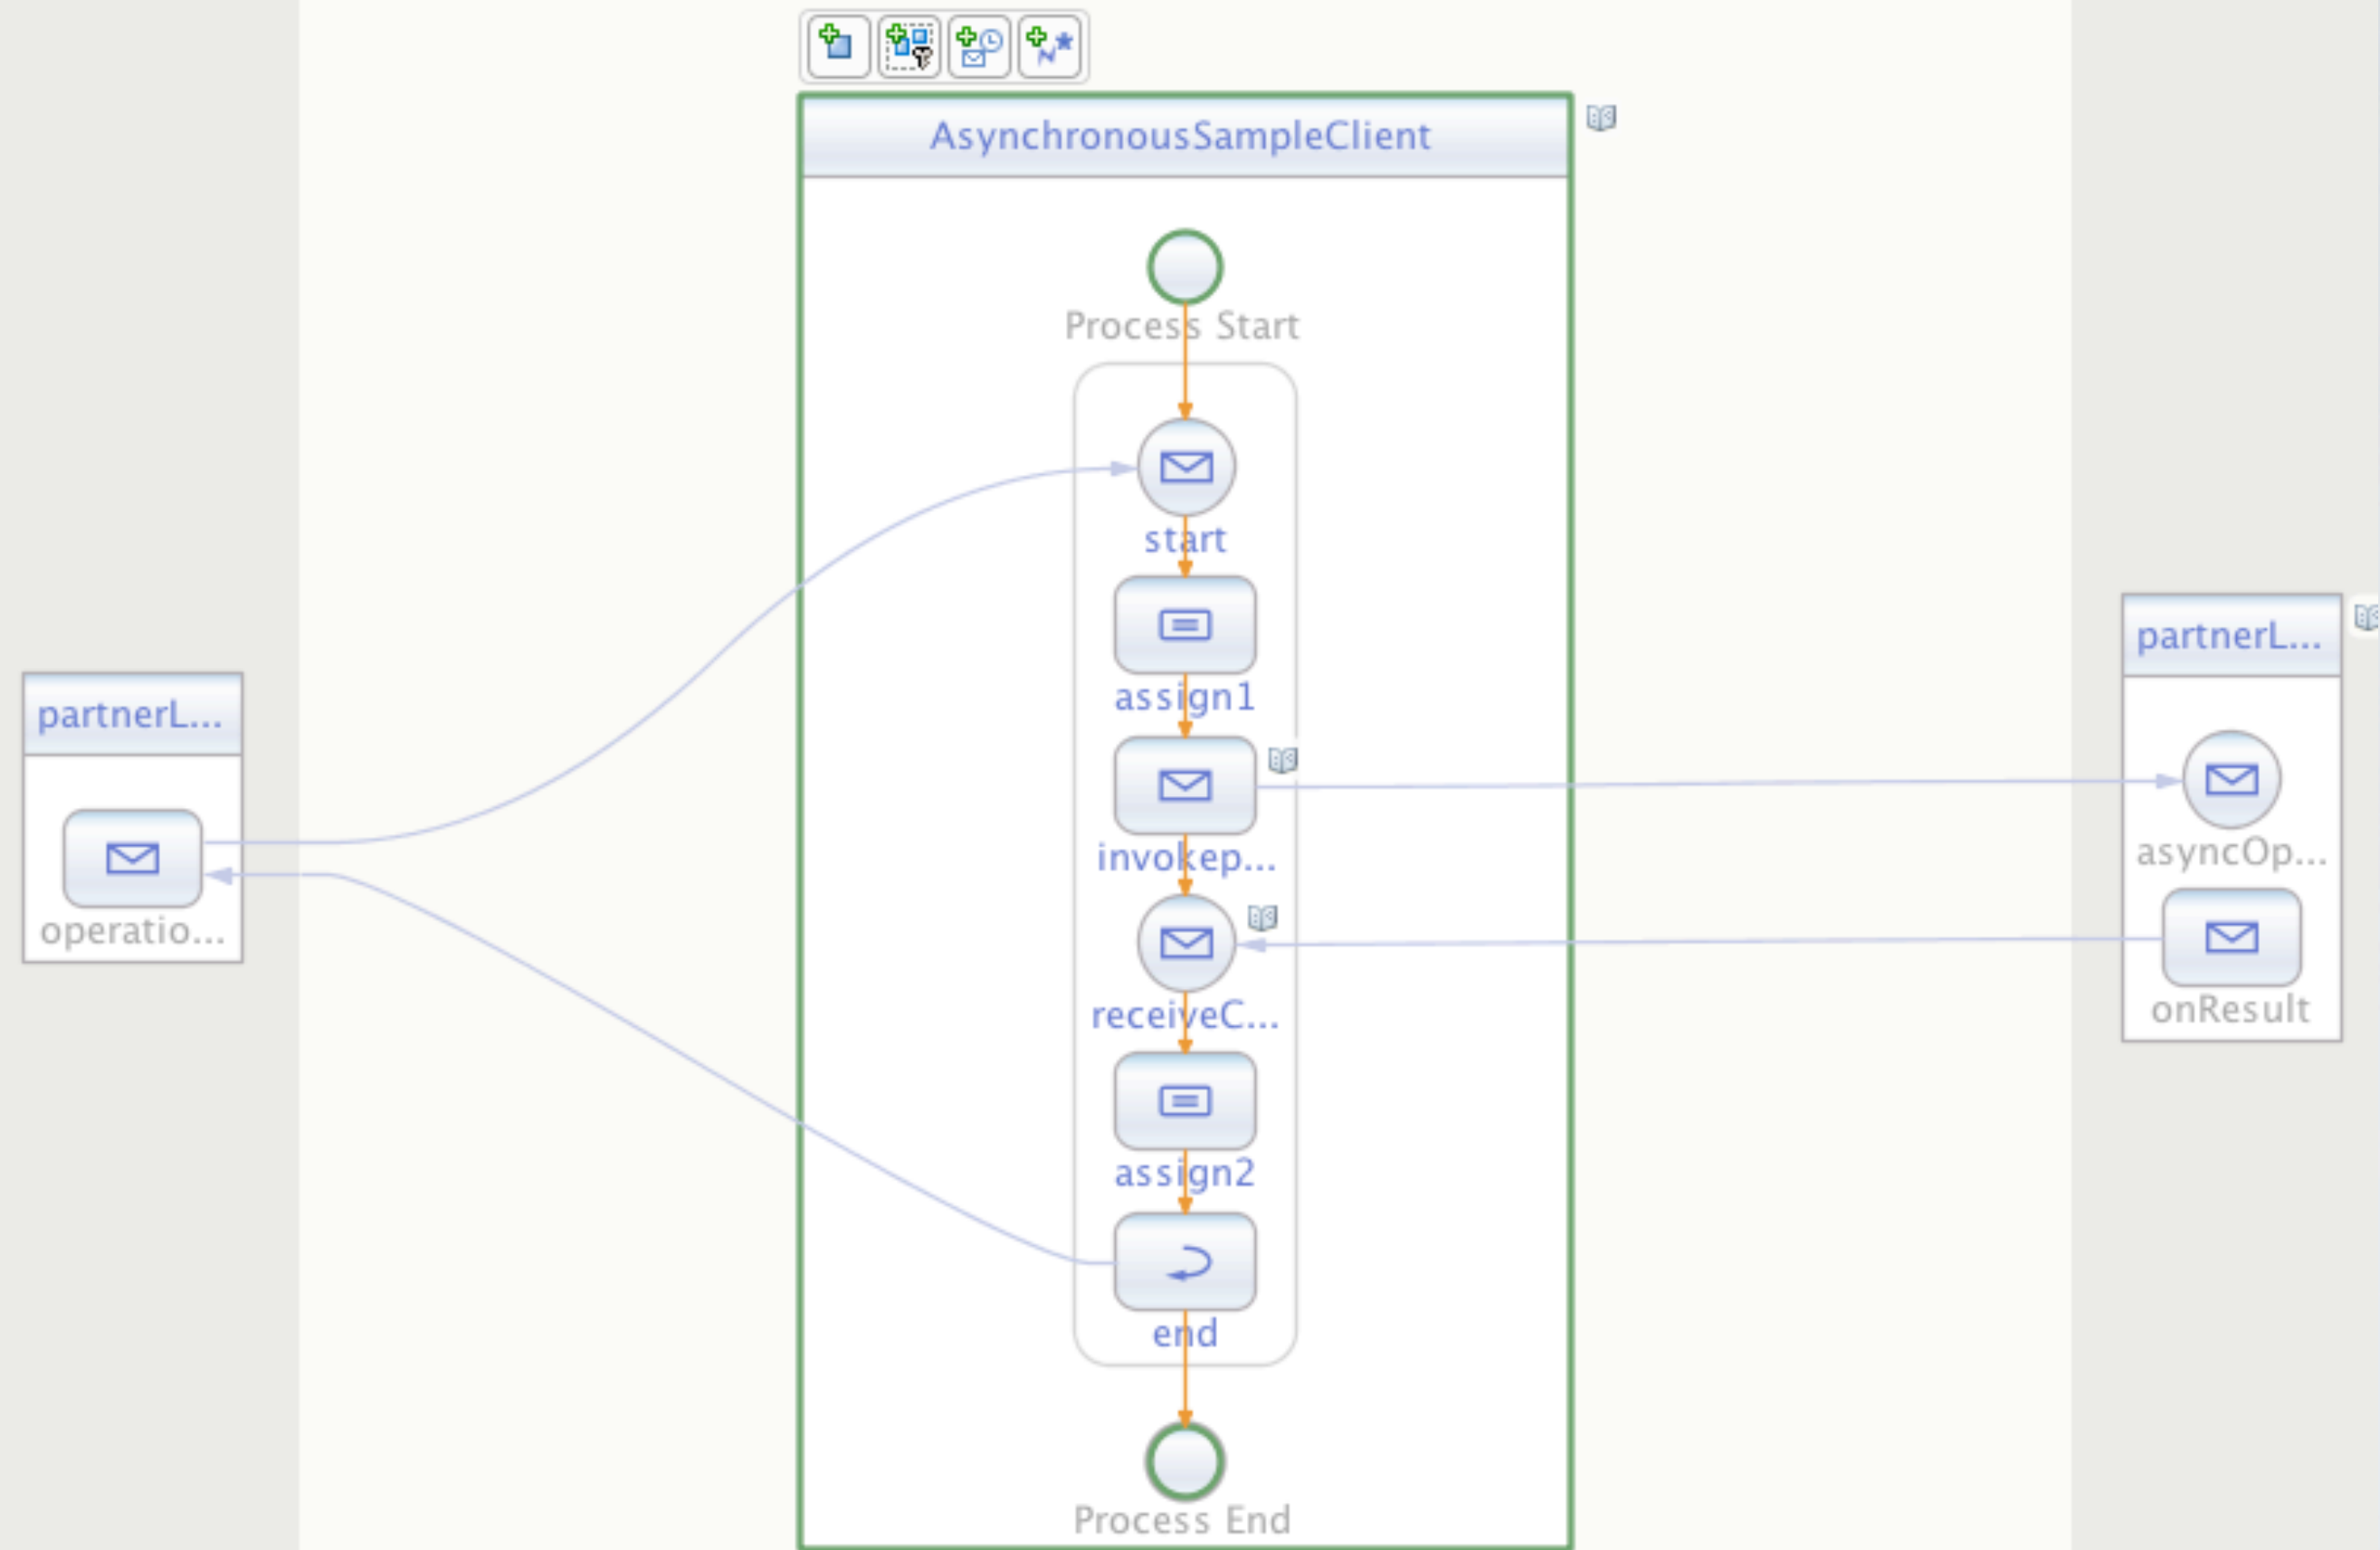 AsynchronousSampleClient
Process Start
start
assign1
invokep...
receiveC...
assign2
end
Process End
partnerL...
operatio...
partnerL...
asyncOp...
onResult